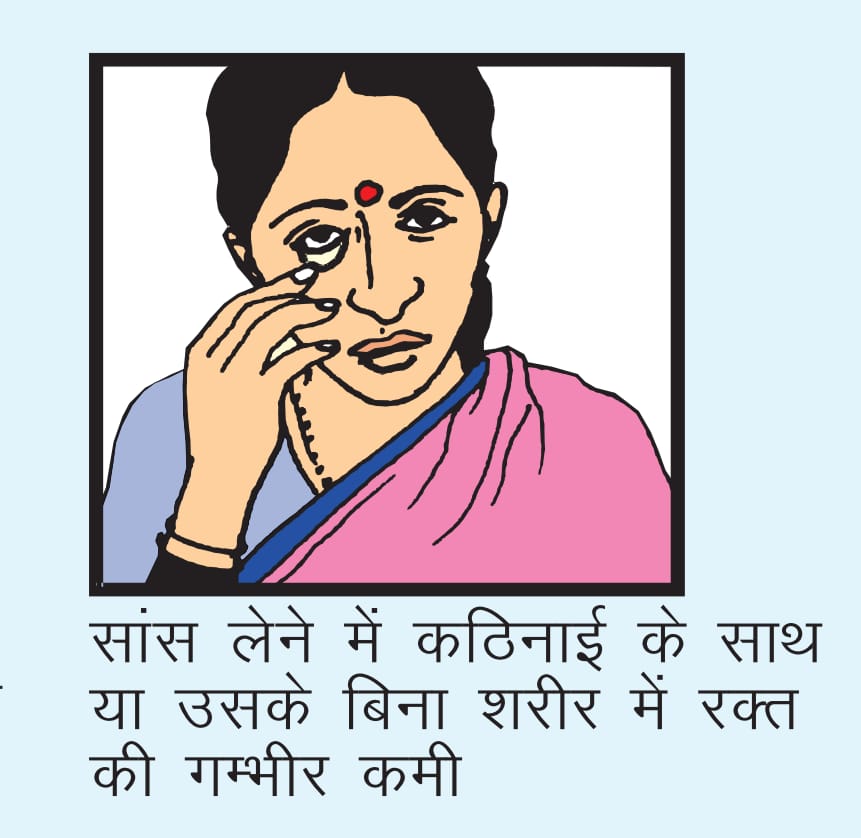 सांस लेने में कठिनाई के साथ
या उसके बिना शरीर में रक्त
की गम्भीर कमी